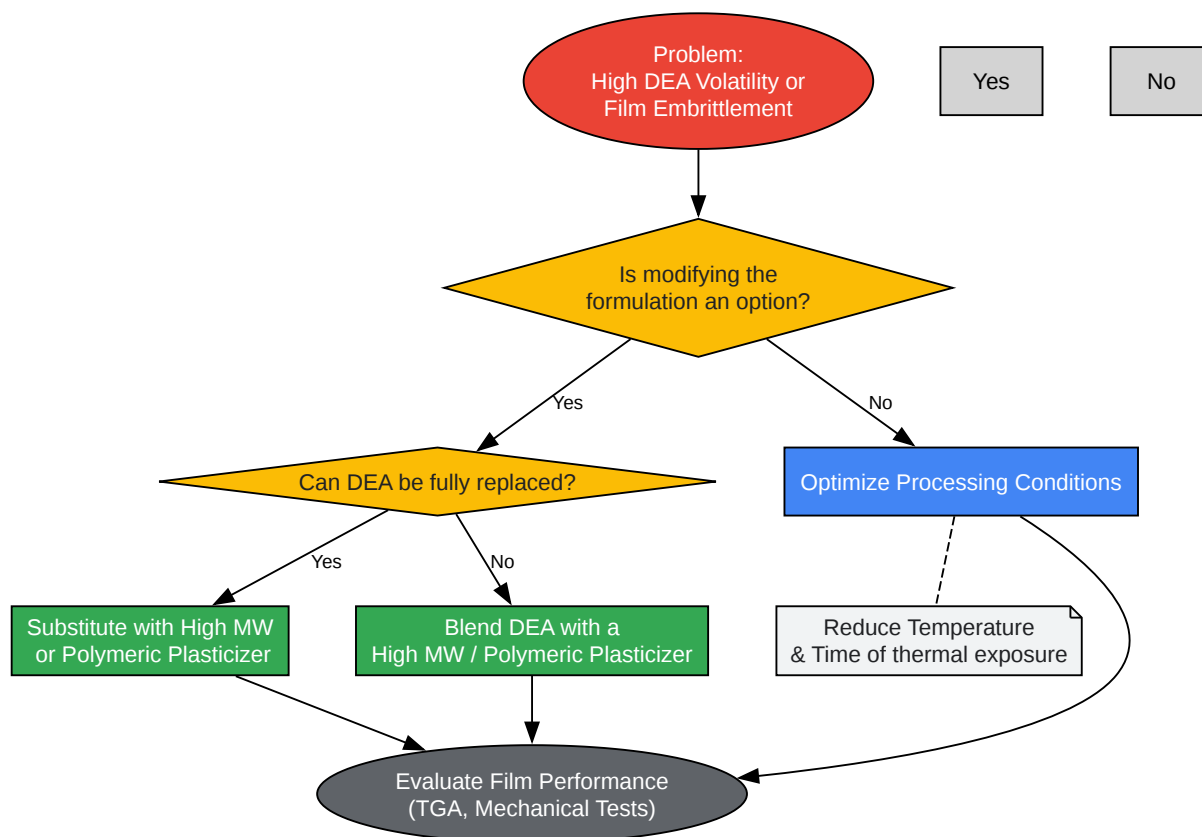 Problem:
High DEA Volatility or
Film Embrittlement
Yes
No
Is modifying the
formulation an option?
Yes
No
Can DEA be fully replaced?
Optimize Processing Conditions
Yes
No
Substitute with High MW
or Polymeric Plasticizer
Blend DEA with a
High MW / Polymeric Plasticizer
Reduce Temperature
& Time of thermal exposure
Evaluate Film Performance
(TGA, Mechanical Tests)